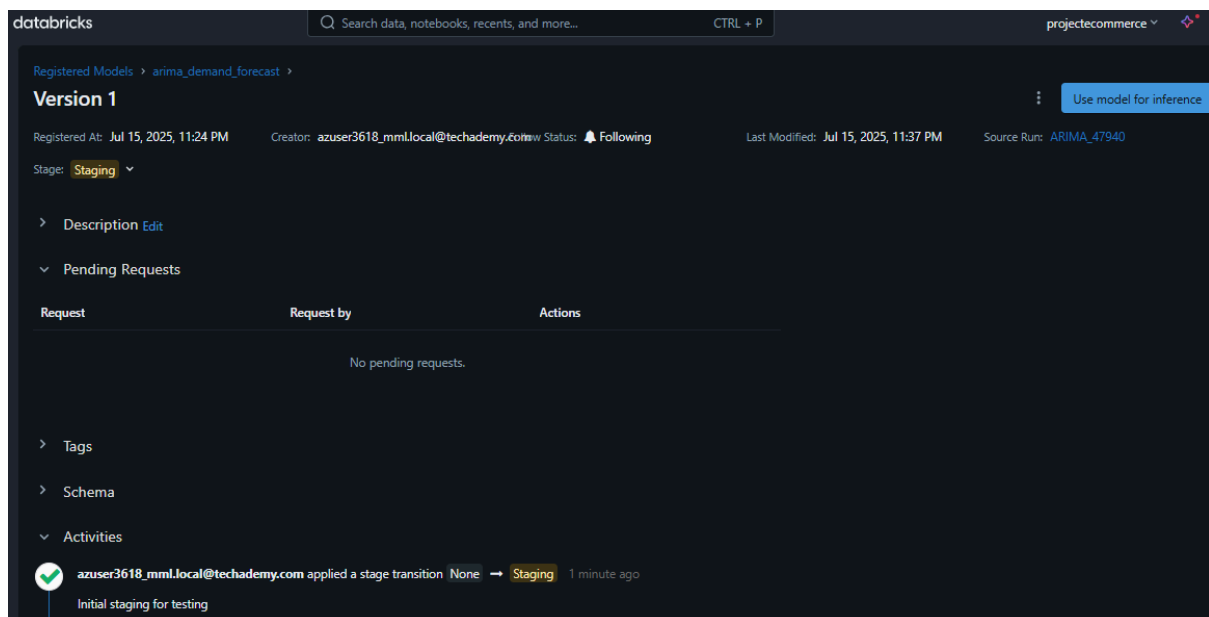 databricks
Search data, notebooks, recents, and more...
CTRL + P
projectecommerce
Registered Models > arima_demand_forecast >
Version 1
Use model for inference
Registered At: Jul 15, 2025, 11:24 PM
Creator: azuser3618_mml.local@techademy.com
Status: Following
Last Modified: Jul 15, 2025, 11:37 PM
Source Run: ARIMA_47940
Stage: Staging
Description Edit
Pending Requests
Request Request by Actions
No pending requests.
Tags
Schema
Activities
azuser3618_mml.local@techademy.com applied a stage transition None → Staging 1 minute ago
Initial staging for testing